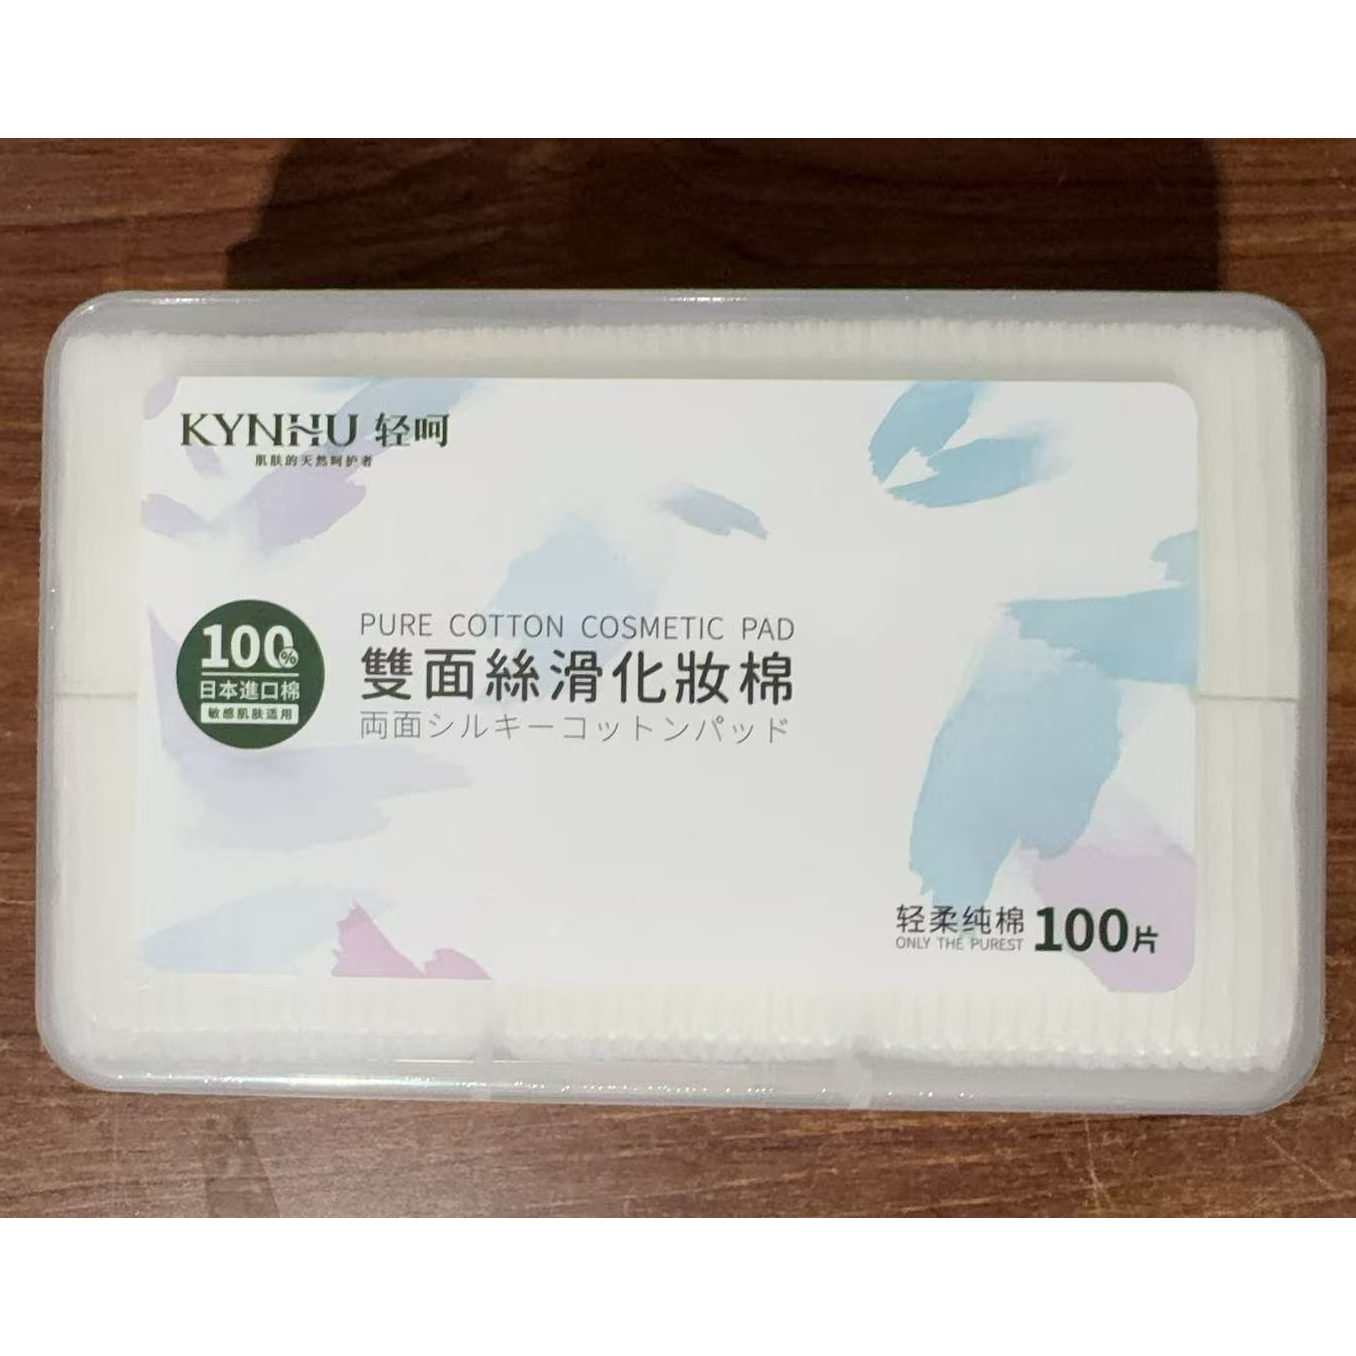 KYNHU 轻呵
肌肤的天然呵护者
100%
日本進口棉
敏感肌肤适用
PURE COTTON COSMETIC PAD
雙面絲滑化妝棉
両面シルキーコットンパッド
轻柔纯棉 100片
ONLY THE PUREST